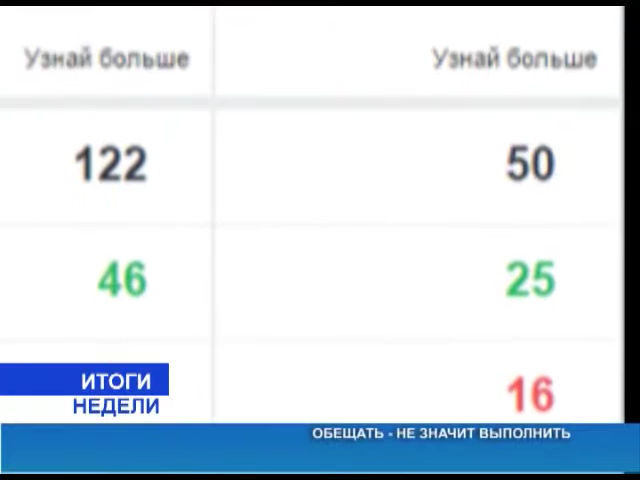 Узнай больше Узнай больше
122 50
46 25
16
ИТОГИ
НЕДЕЛИ
ОБЕЩАТЬ - НЕ ЗНАЧИТ ВЫПОЛНИТЬ